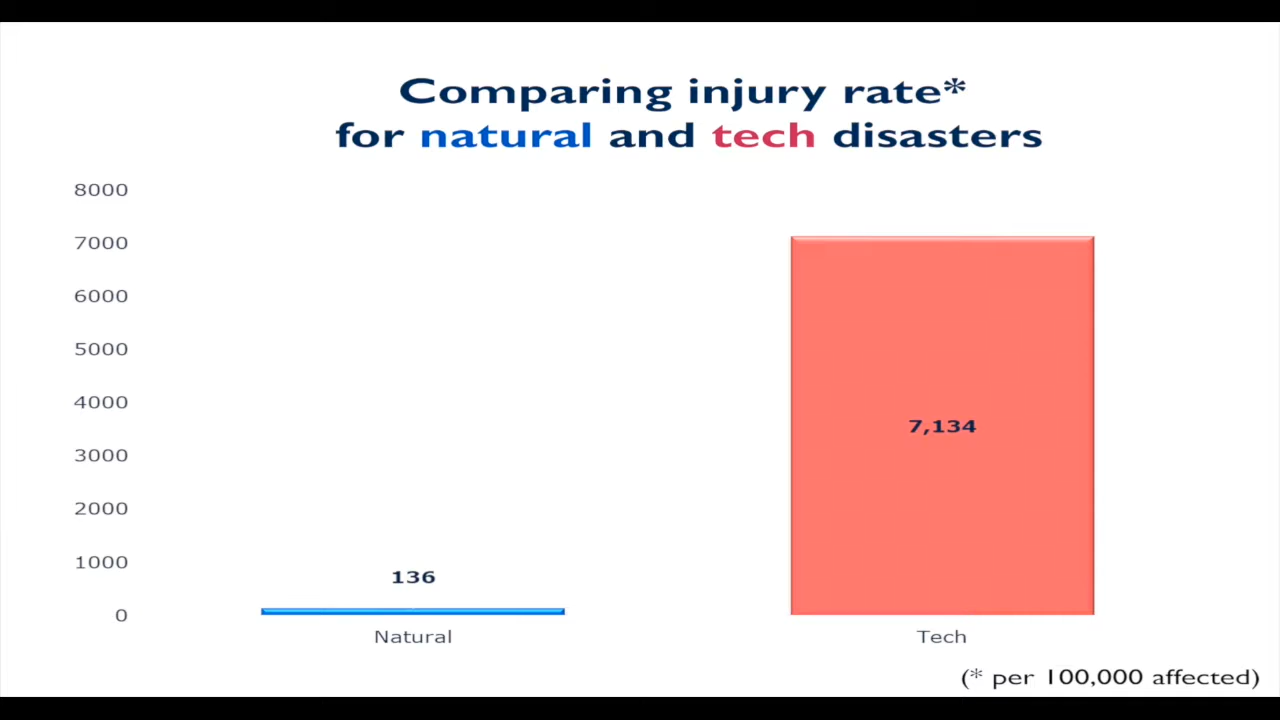 Comparing injury rate*
for natural and tech disasters
8000
7000
6000
5000
4000
3000
2000
1000
0
136
7,134
Natural
Tech
(* per 100,000 affected)